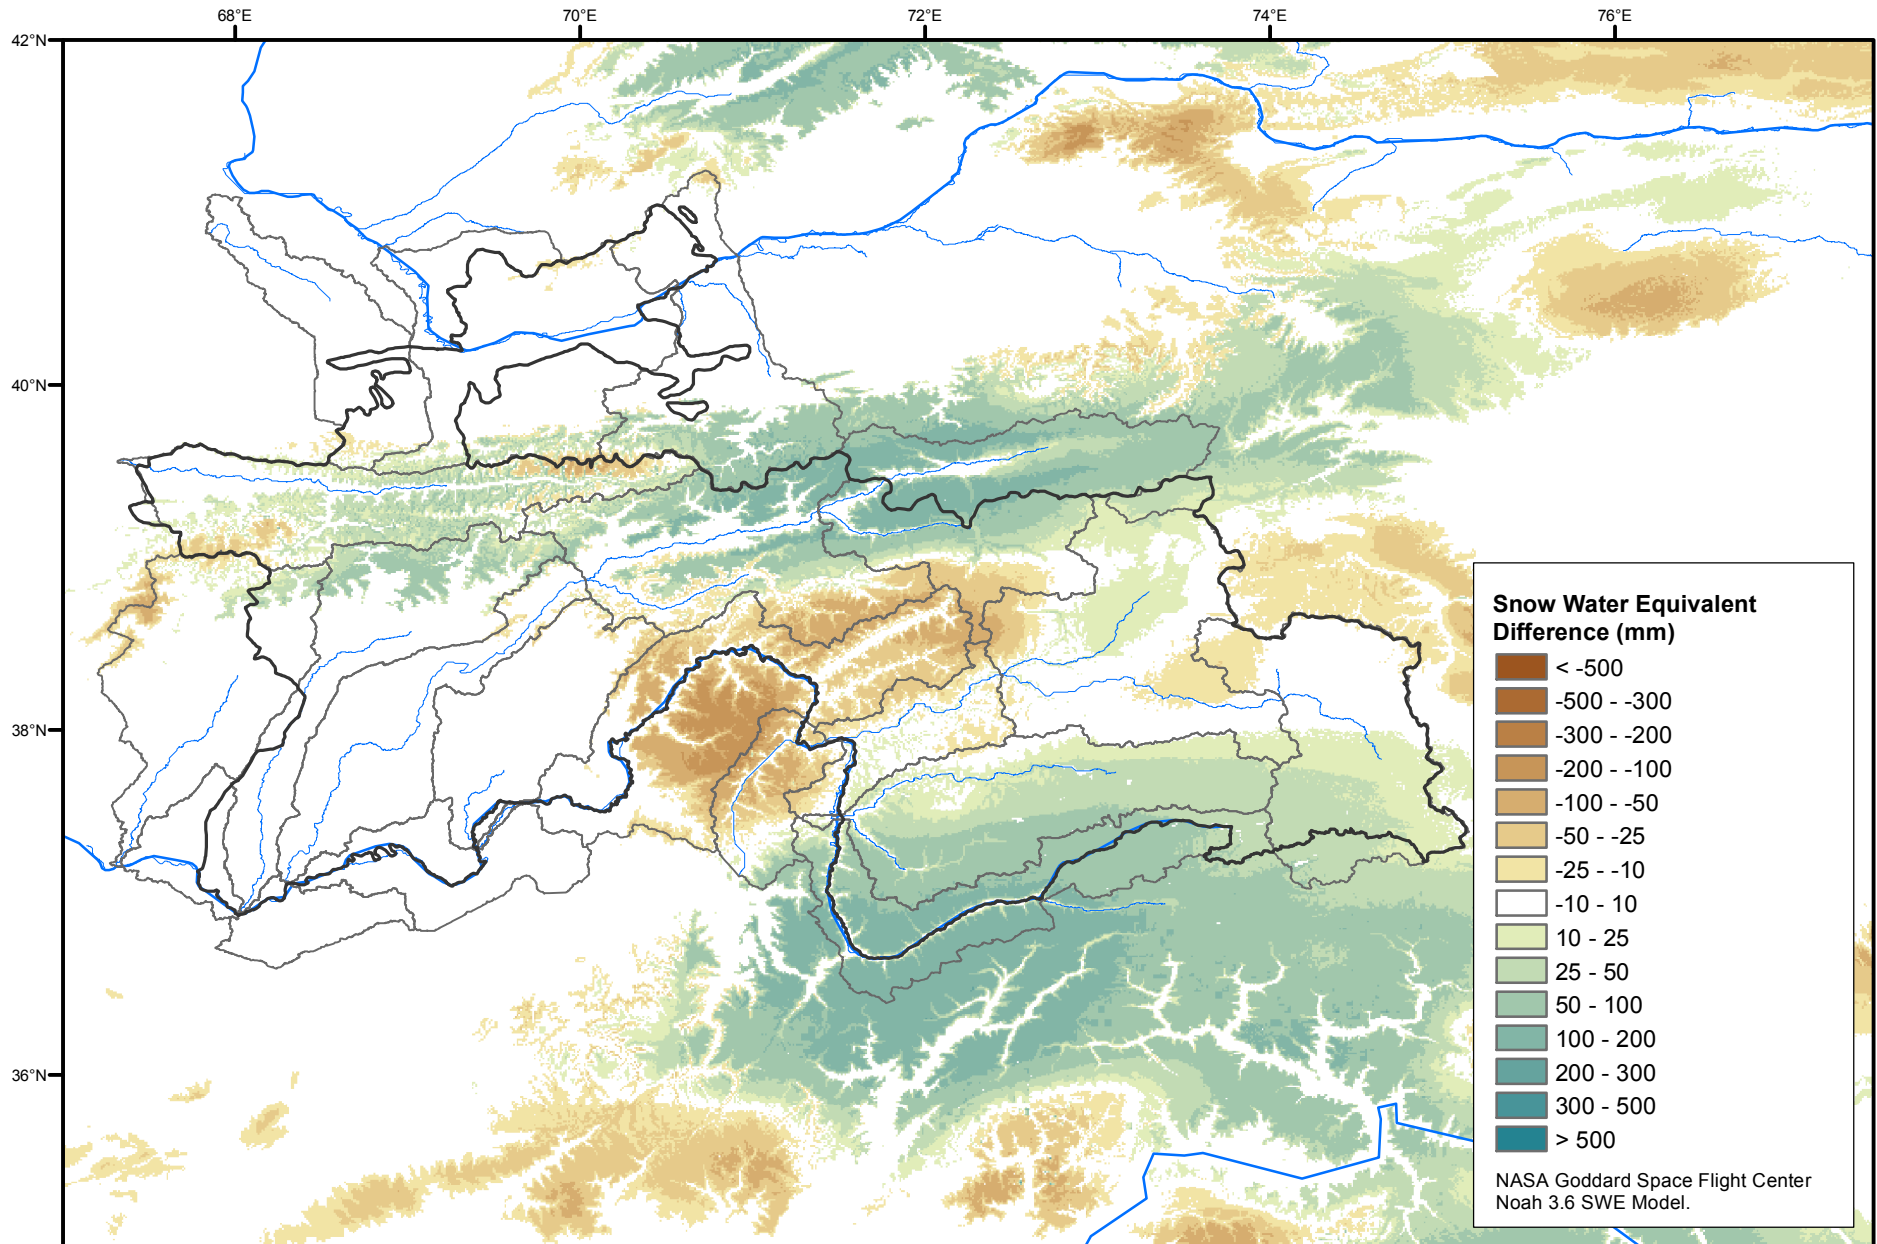 68°E
70°E
72°E
74°E
76°E
42°N
40°N
38°N
36°N
Snow Water Equivalent
Difference (mm)
< -500
-500 - -300
-300 - -200
-200 - -100
-100 - -50
-50 - -25
-25 - -10
-10 - 10
10 - 25
25 - 50
50 - 100
100 - 200
200 - 300
300 - 500
> 500
NASA Goddard Space Flight Center
Noah 3.6 SWE Model.